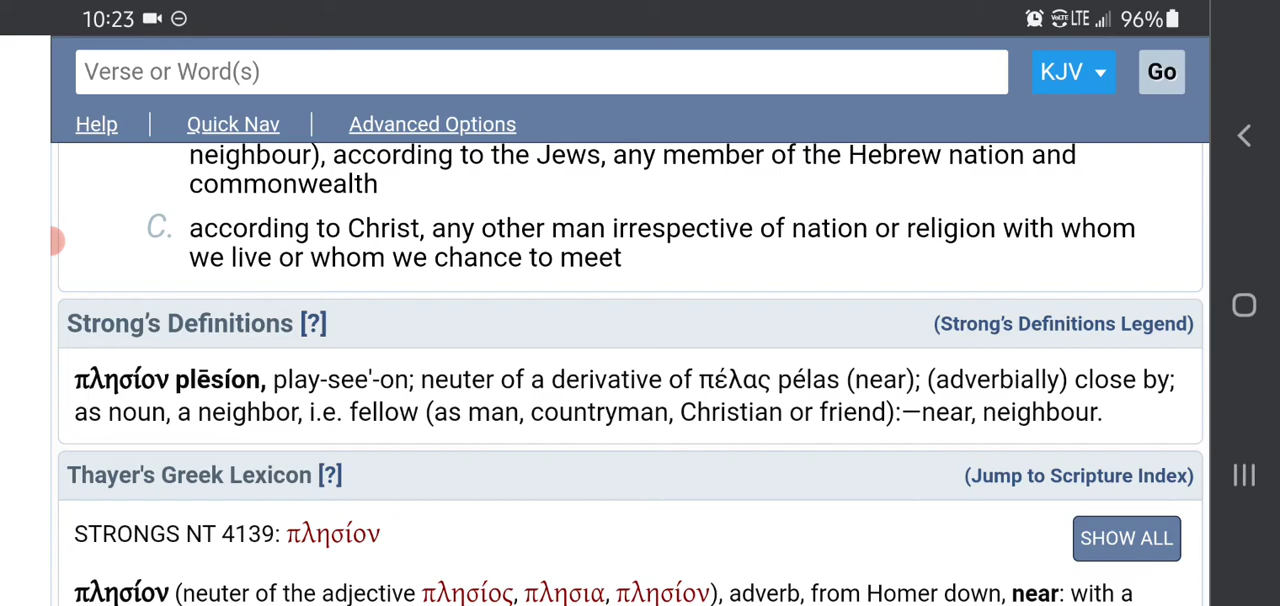 10:23 VoLTE LTE 96%
Verse or Word(s) KJV Go
Help | Quick Nav | Advanced Options
neighbour), according to the Jews, any member of the Hebrew nation and
commonwealth
C. according to Christ, any other man irrespective of nation or religion with whom
we live or whom we chance to meet
Strong's Definitions [?] (Strong's Definitions Legend)
πλησίον plēsíon, play-see'-on; neuter of a derivative of πέλας pélas (near); (adverbially) close by;
as noun, a neighbor, i.e. fellow (as man, countryman, Christian or friend):—near, neighbour.
Thayer's Greek Lexicon [?] (Jump to Scripture Index)
STRONGS NT 4139: πλησίον SHOW ALL
πλησίον (neuter of the adjective πλησίος, πλησια, πλησίον), adverb, from Homer down, near: with a